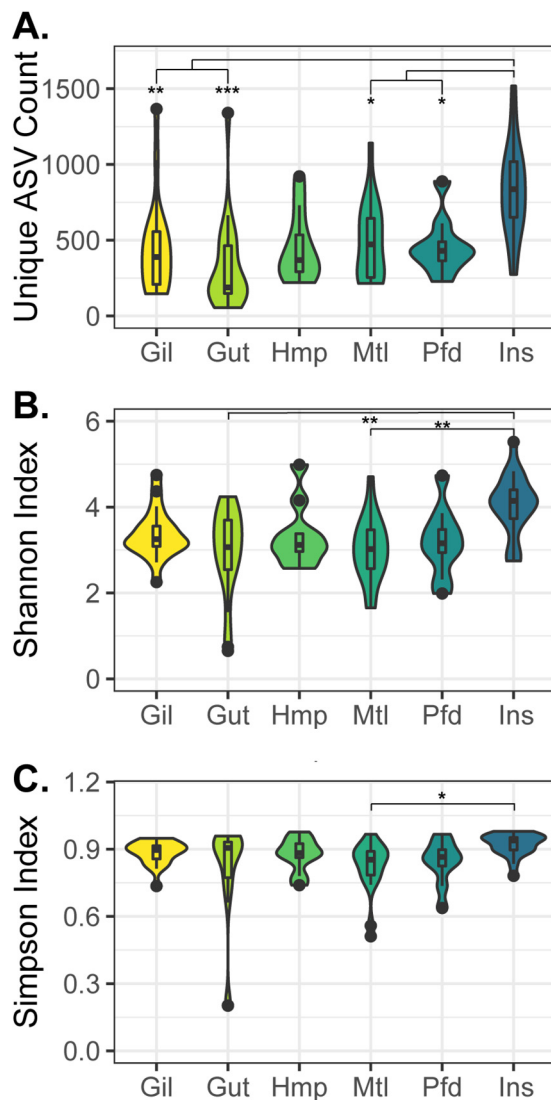 A.
Unique ASV Count
1500
1000
500
0
** *** * *
Gil Gut Hmp Mtl Pfd Ins
B.
Shannon Index
6
4
2
0
** **
Gil Gut Hmp Mtl Pfd Ins
C.
Simpson Index
1.2
0.9
0.6
0.3
0.0
*
Gil Gut Hmp Mtl Pfd Ins